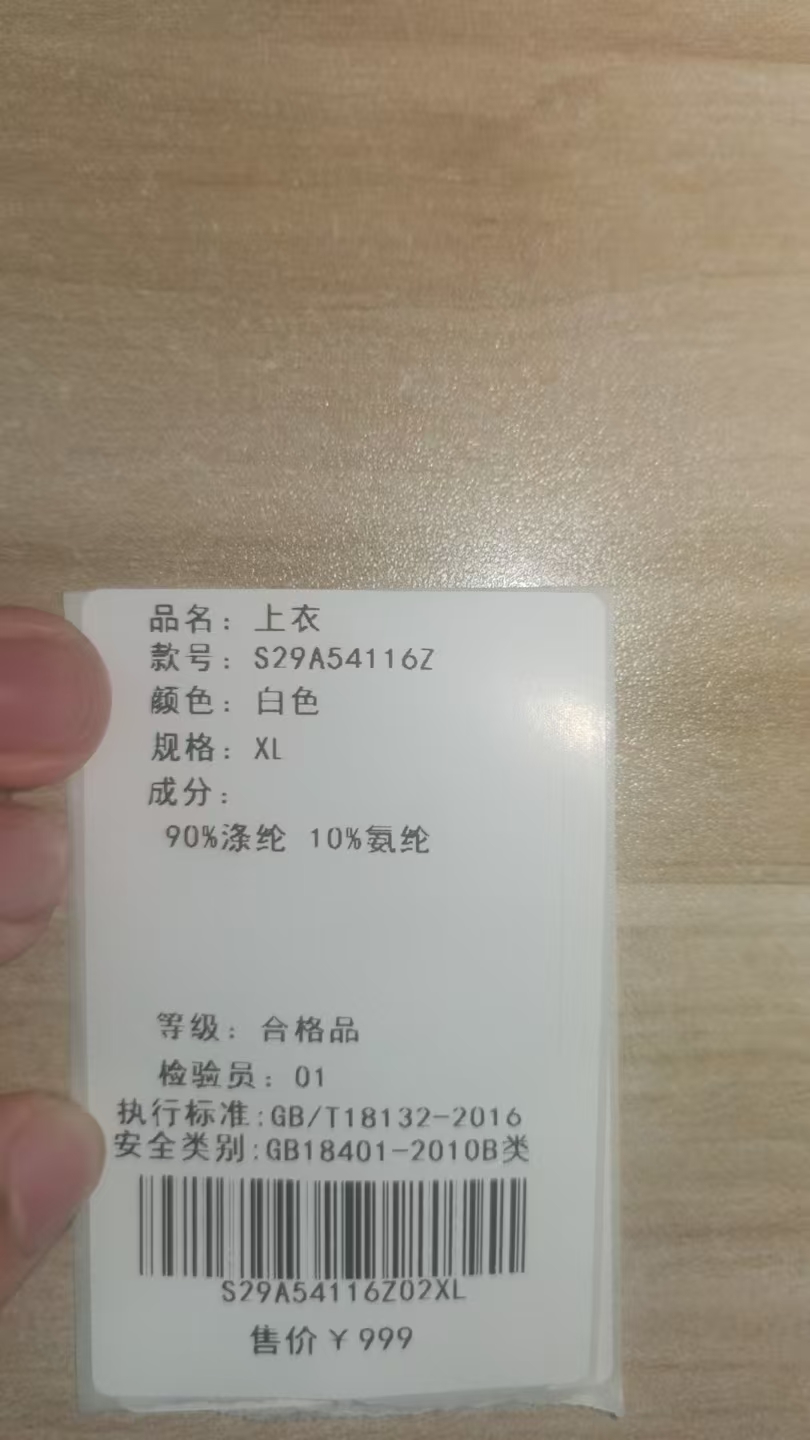 品名：上衣
款号：S29A54116Z
颜色：白色
规格：XL
成分：
90%涤纶 10%氨纶
等级：合格品
检验员：01
执行标准:GB/T18132-2016
安全类别:GB18401-2010B类
S29A54116Z02XL
售价￥999